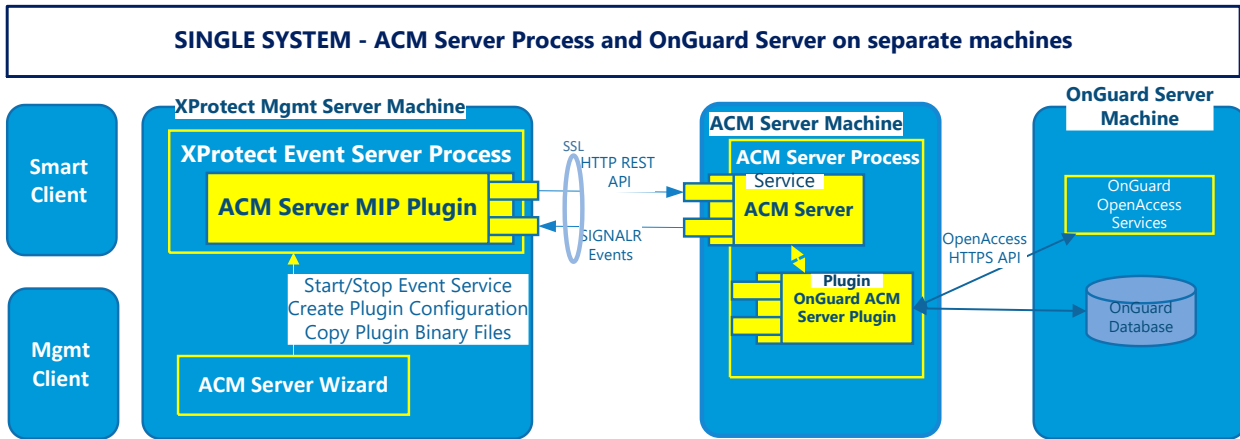 SINGLE SYSTEM - ACM Server Process and OnGuard Server on separate machines
Smart
Client
Mgmt
Client
XProtect Mgmt Server Machine
XProtect Event Server Process
ACM Server MIP Plugin
Start/Stop Event Service
Create Plugin Configuration
Copy Plugin Binary Files
ACM Server Wizard
SSL
HTTP REST
API
SIGNALR
Events
ACM Server Machine
ACM Server Process
Service
ACM Server
Plugin
OnGuard ACM
Server Plugin
OpenAccess
HTTPS API
OnGuard Server
Machine
OnGuard
OpenAccess
Services
OnGuard
Database